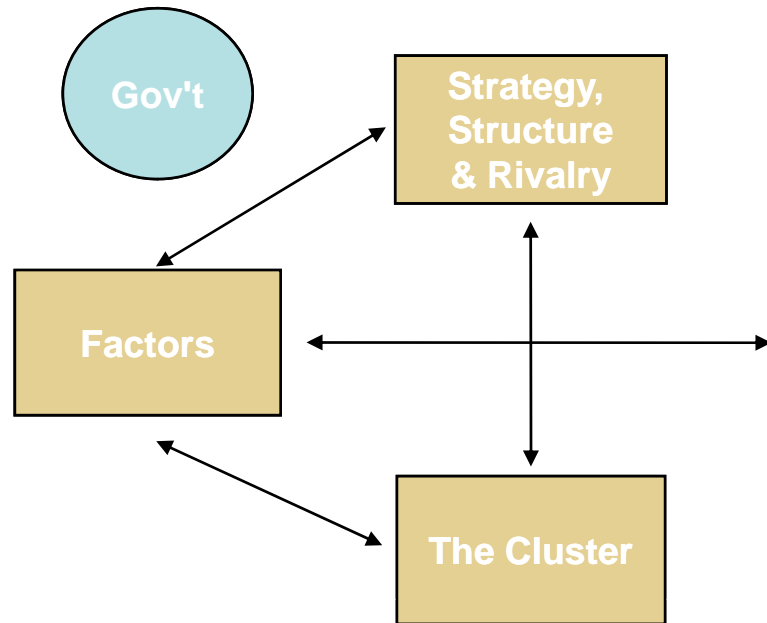 Gov't
Strategy,
Structure
& Rivalry
Factors
The Cluster